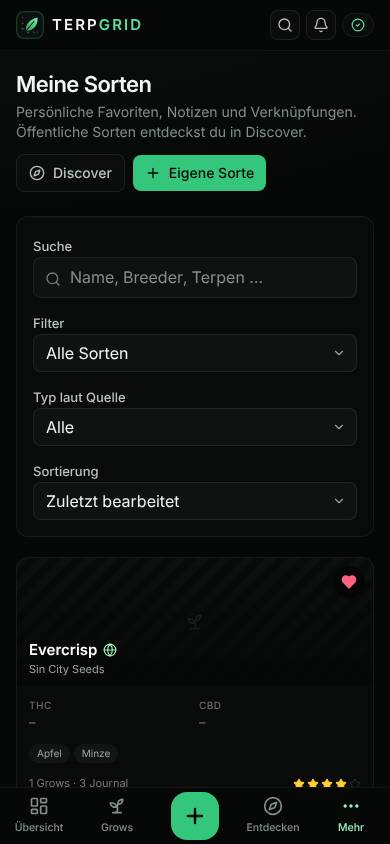 TERPGRID
Meine Sorten
Persönliche Favoriten, Notizen und Verknüpfungen.
Öffentliche Sorten entdeckst du in Discover.
Discover
Eigene Sorte
Suche
Name, Breeder, Terpen ...
Filter
Alle Sorten
Typ laut Quelle
Alle
Sortierung
Zuletzt bearbeitet
Evercrisp
Sin City Seeds
THC CBD
– –
Apfel Minze
1 Grows · 3 Journal
Übersicht Grows Entdecken Mehr